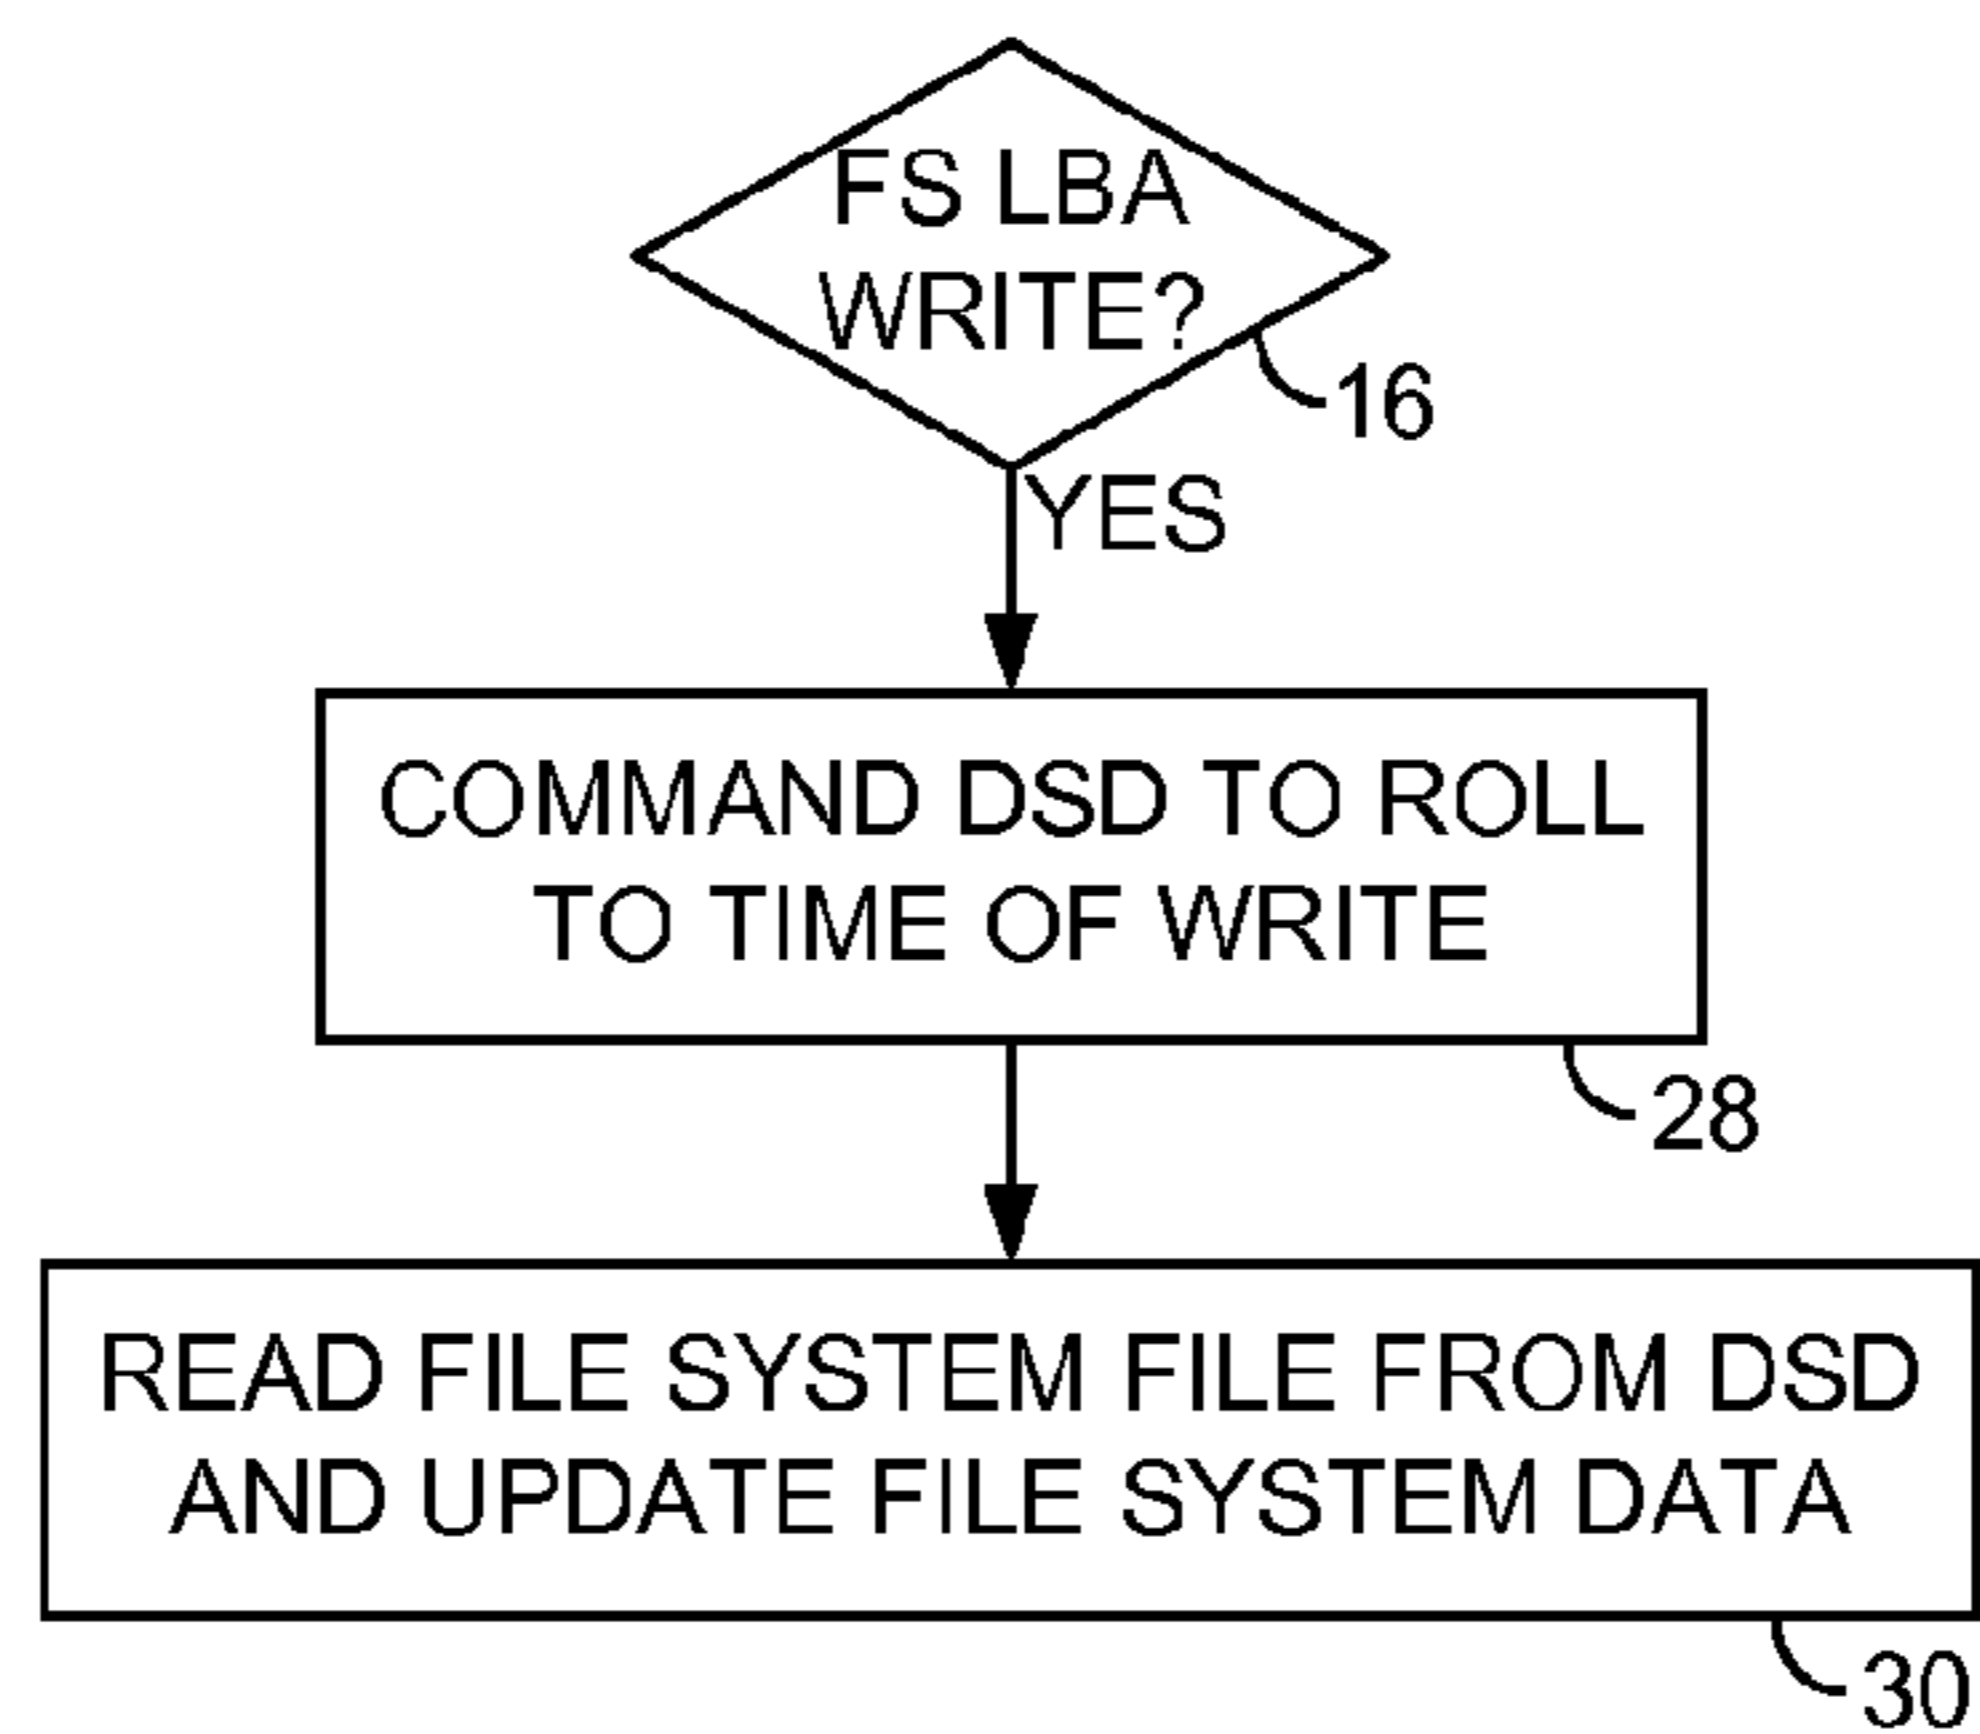 FS LBA
WRITE?
16
YES
COMMAND DSD TO ROLL
TO TIME OF WRITE
28
READ FILE SYSTEM FILE FROM DSD
AND UPDATE FILE SYSTEM DATA
30